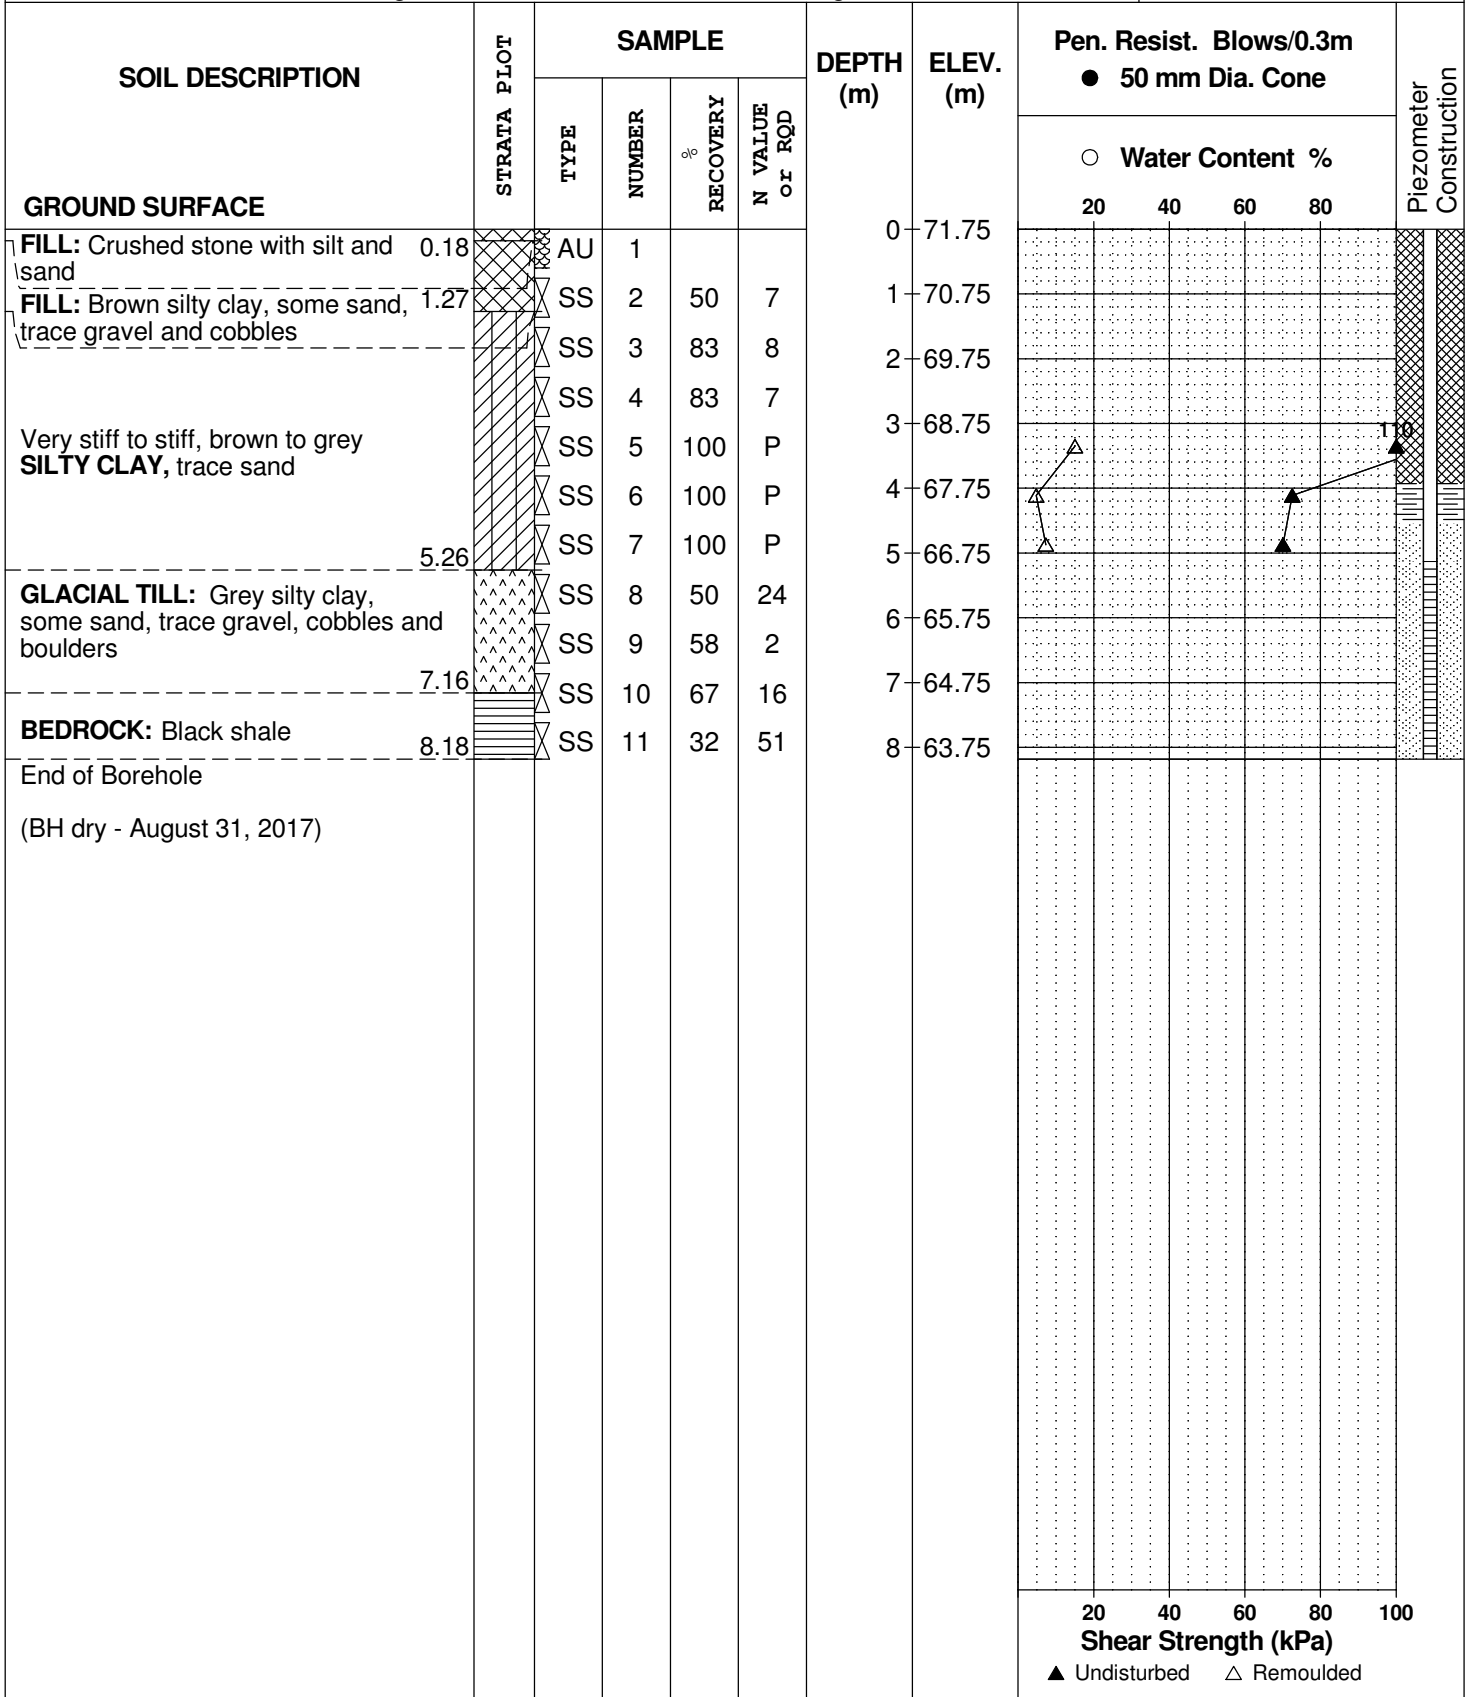 SOIL DESCRIPTION
GROUND SURFACE
STRATA PLOT
SAMPLE
TYPE
NUMBER
% RECOVERY
N VALUE or RQD
DEPTH (m)
ELEV. (m)
Pen. Resist. Blows/0.3m
● 50 mm Dia. Cone
○ Water Content %
20 40 60 80
Piezometer Construction
0 71.75
FILL: Crushed stone with silt and 0.18
sand
AU 1
FILL: Brown silty clay, some sand, 1.27
trace gravel and cobbles
SS 2 50 7
1 70.75
SS 3 83 8
2 69.75
SS 4 83 7
3 68.75
Very stiff to stiff, brown to grey
SILTY CLAY, trace sand
SS 5 100 P
110
SS 6 100 P
4 67.75
SS 7 100 P
5 66.75
5.26
GLACIAL TILL: Grey silty clay,
some sand, trace gravel, cobbles and
boulders
SS 8 50 24
6 65.75
SS 9 58 2
7.16
7 64.75
SS 10 67 16
BEDROCK: Black shale
8.18
SS 11 32 51
8 63.75
End of Borehole
(BH dry - August 31, 2017)
20 40 60 80 100
Shear Strength (kPa)
▲ Undisturbed △ Remoulded